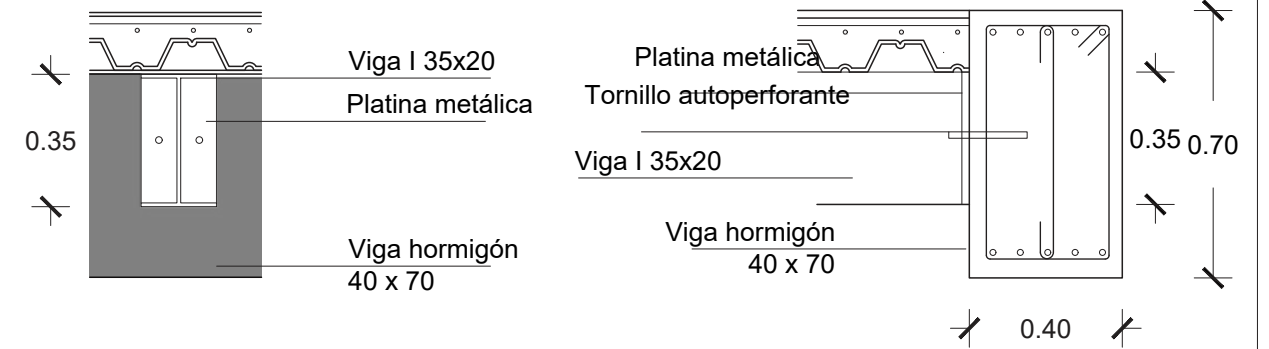 Viga I 35x20
Platina metálica
0.35
Viga hormigón
40 x 70
Platina metálica
Tornillo autoperforante
Viga I 35x20
Viga hormigón
40 x 70
0.35
0.70
0.40